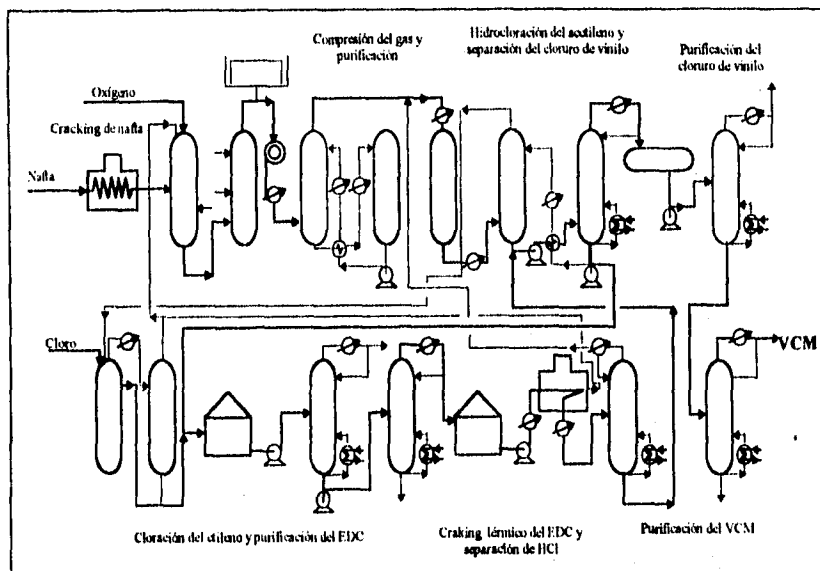 Compresión del gas y
purificación
Hidrocloración del acetileno y
separación del cloruro de vinilo
Purificación del
cloruro de vinilo
Oxígeno
Cracking de nafta
Nafta
Cloro
VCM
Cloración del etileno y purificación del EDC
Craking térmico del EDC y
separación de HCl
Purificación del VCM